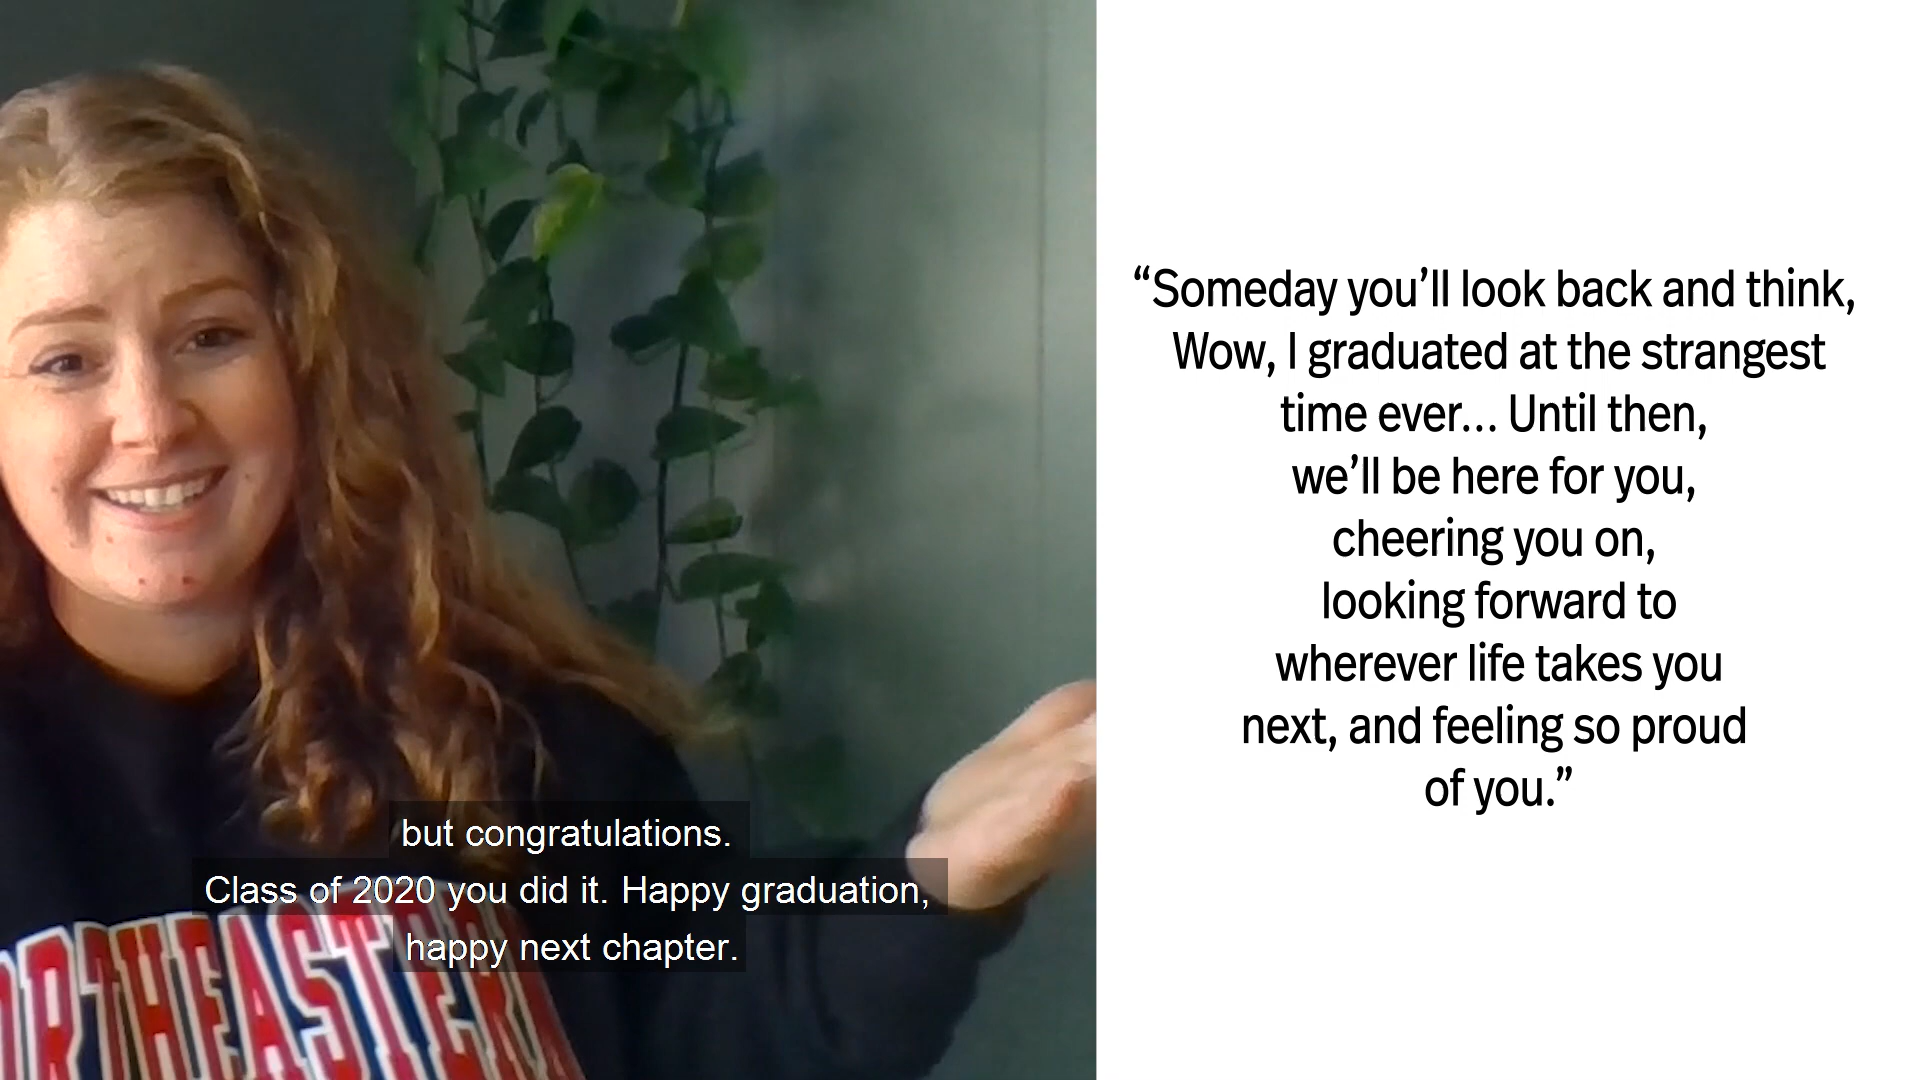 but congratulations.
Class of 2020 you did it. Happy graduation,
happy next chapter.
“Someday you’ll look back and think,
Wow, I graduated at the strangest
time ever... Until then,
we’ll be here for you,
cheering you on,
looking forward to
wherever life takes you
next, and feeling so proud
of you.”